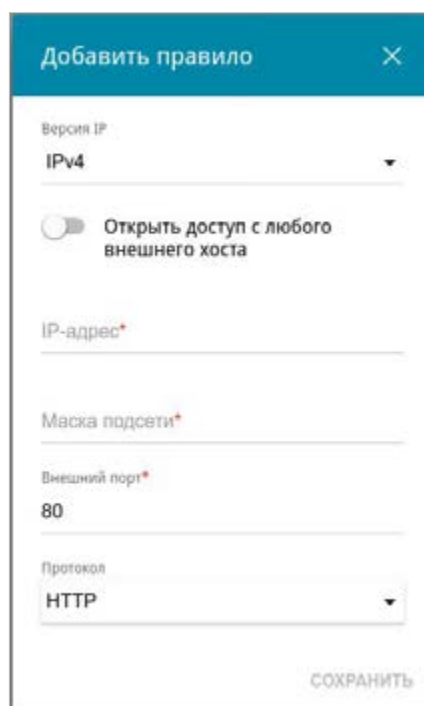 Добавить правило
Версия IP
IPv4
Открыть доступ с любого
внешнего хоста
IP-адрес*
Маска подсети*
Внешний порт*
80
Протокол
HTTP
СОХРАНИТЬ